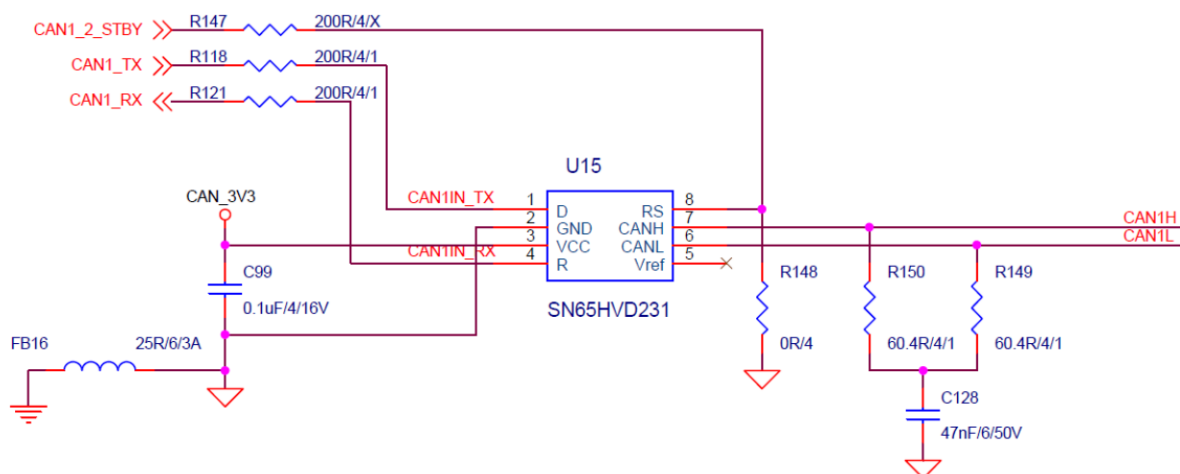 CAN1_2_STBY R147 200R/4/X
CAN1_TX R118 200R/4/1
CAN1_RX R121 200R/4/1
U15
CAN_3V3
CAN1IN_TX 1 D RS 8
2 GND CANH 7 CAN1H
3 VCC CANL 6 CAN1L
CAN1IN_RX 4 R Vref 5
C99
0.1uF/4/16V
SN65HVD231
R148
0R/4
R150
60.4R/4/1
R149
60.4R/4/1
FB16 25R/6/3A
C128
47nF/6/50V